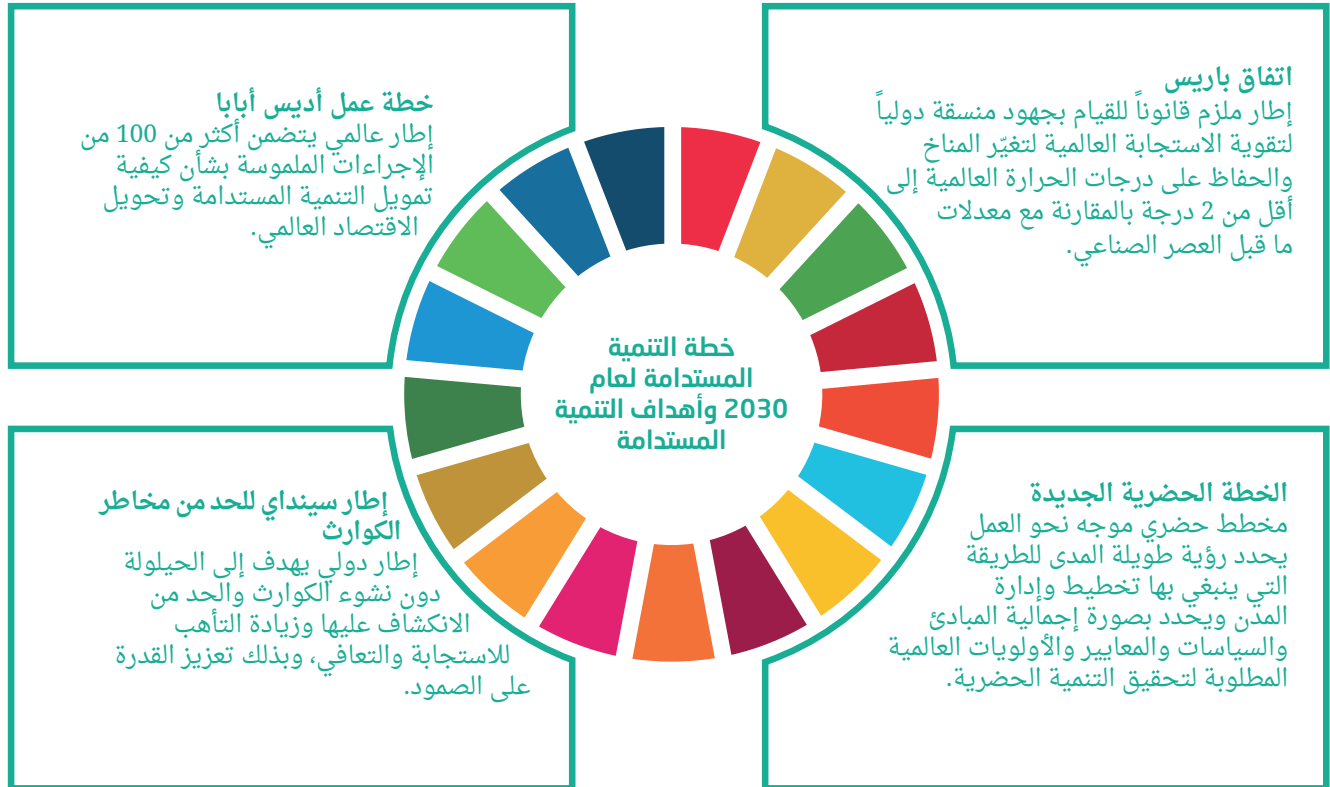 اتفاق باريس
إطار ملزم قانوناً للقيام بجهود منسقة دولياً
لتقوية الاستجابة العالمية لتغيّر المناخ
والحفاظ على درجات الحرارة العالمية إلى
أقل من 2 درجة بالمقارنة مع معدلات
ما قبل العصر الصناعي.
خطة عمل أديس أبابا
إطار عالمي يتضمن أكثر من 100 من
الإجراءات الملموسة بشأن كيفية
تمويل التنمية المستدامة وتحويل
الاقتصاد العالمي.
خطة التنمية
المستدامة لعام
2030 وأهداف التنمية
المستدامة
الخطة الحضرية الجديدة
مخطط حضري موجه نحو العمل
يحدد رؤية طويلة المدى للطريقة
التي ينبغي بها تخطيط وإدارة
المدن ويحدد بصورة إجمالية المبادئ
والسياسات والمعايير والأولويات العالمية
المطلوبة لتحقيق التنمية الحضرية.
إطار سينداي للحد من مخاطر
الكوارث
إطار دولي يهدف إلى الحيلولة
دون نشوء الكوارث والحد من
الانكشاف عليها وزيادة التأهب
للاستجابة والتعافي، وبذلك تعزيز القدرة
على الصمود.